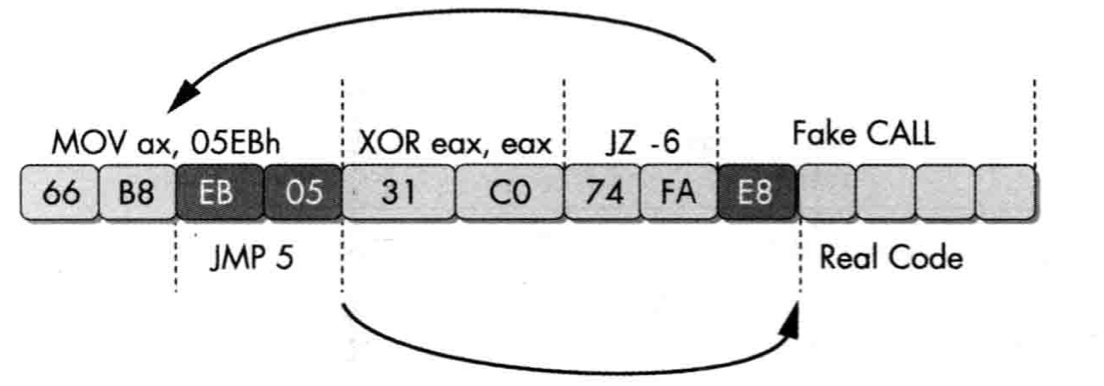 MOV ax, 05EBh XOR eax, eax JZ -6 Fake CALL
66 B8 EB 05 31 C0 74 FA E8
JMP 5 Real Code